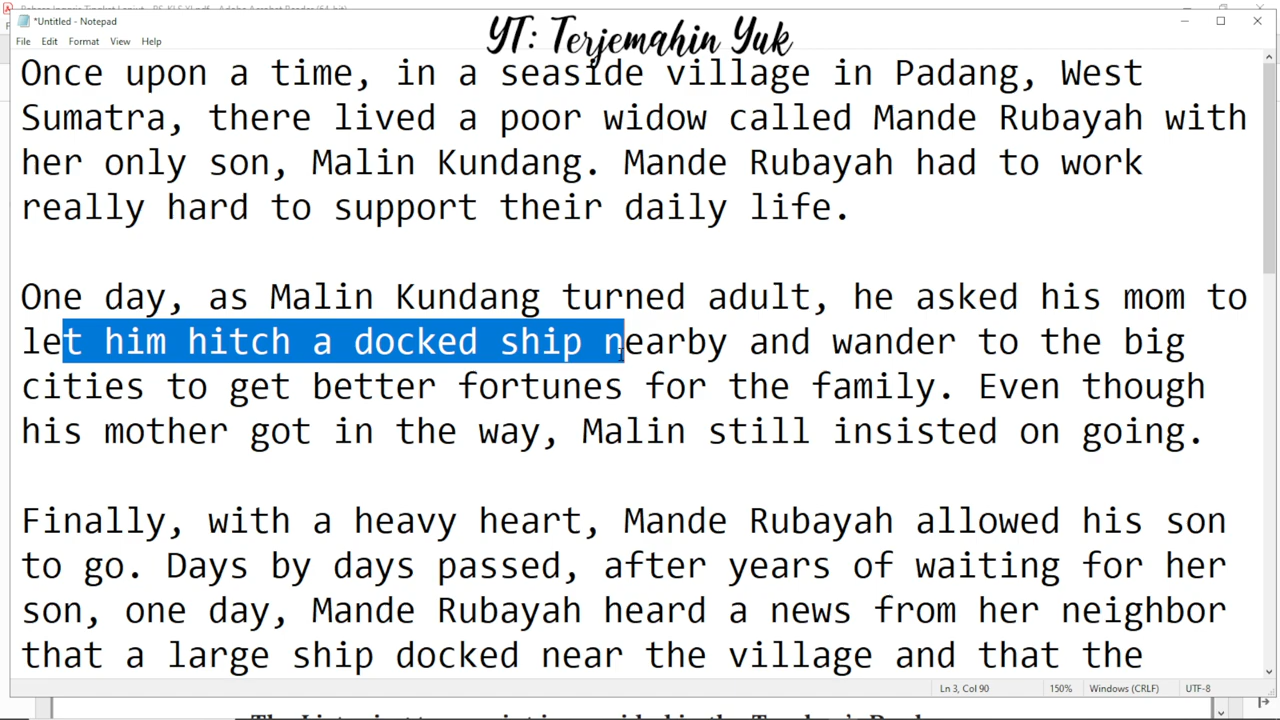 *Untitled - Notepad
YT: Terjemahin Yuk
File Edit Format View Help
Once upon a time, in a seaside village in Padang, West
Sumatra, there lived a poor widow called Mande Rubayah with
her only son, Malin Kundang. Mande Rubayah had to work
really hard to support their daily life.
One day, as Malin Kundang turned adult, he asked his mom to
let him hitch a docked ship nearby and wander to the big
cities to get better fortunes for the family. Even though
his mother got in the way, Malin still insisted on going.
Finally, with a heavy heart, Mande Rubayah allowed his son
to go. Days by days passed, after years of waiting for her
son, one day, Mande Rubayah heard a news from her neighbor
that a large ship docked near the village and that the
Ln 3, Col 90 150% Windows (CRLF) UTF-8